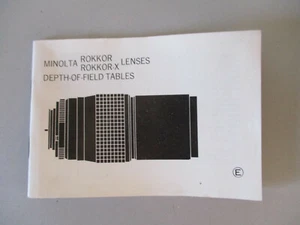 MINOLTA ROKKOR LENSES
ROKKOR-X
DEPTH-OF-FIELD TABLES
E